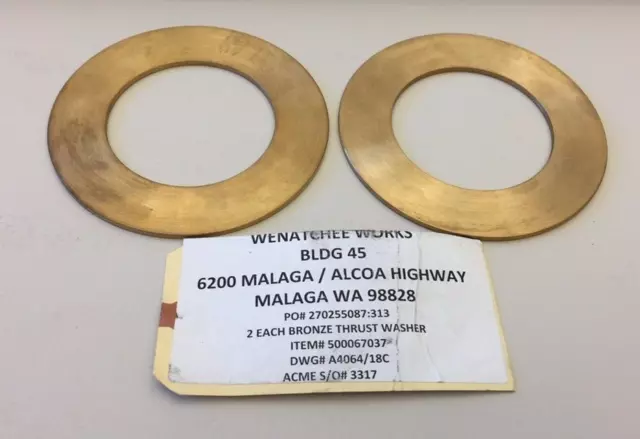 WENATCHEE WORKS
BLDG 45
6200 MALAGA / ALCOA HIGHWAY
MALAGA WA 98828
PO# 270255087:313
2 EACH BRONZE THRUST WASHER
ITEM# 500067037
DWG# A4064/18C
ACME S/O# 3317